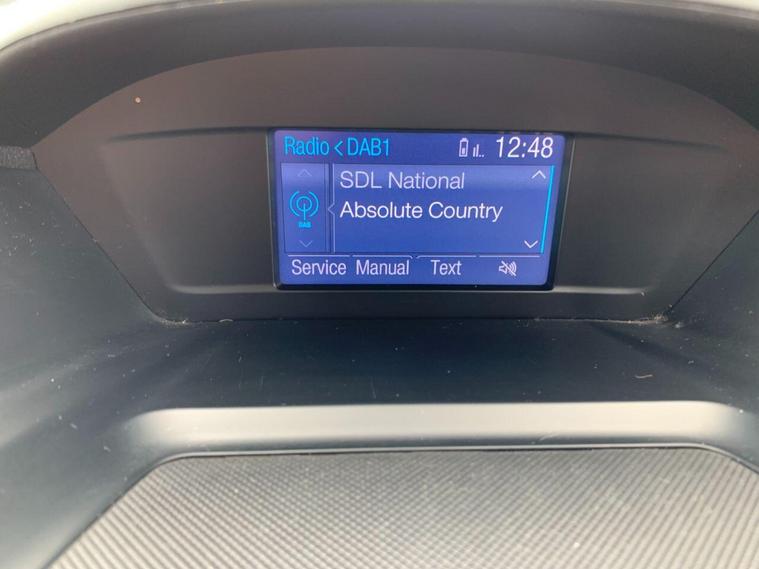 Radio < DAB1 12:48
SDL National
Absolute Country
DAB
Service Manual Text